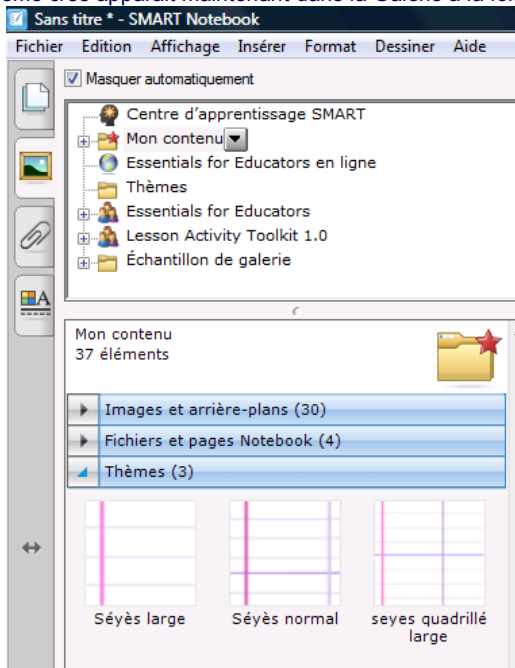 Sans titre * - SMART Notebook
Fichier Edition Affichage Insérer Format Dessiner Aide
Masquer automatiquement
Centre d'apprentissage SMART
Mon contenu
Essentials for Educators en ligne
Thèmes
Essentials for Educators
Lesson Activity Toolkit 1.0
Échantillon de galerie
A
Mon contenu
37 éléments
Images et arrière-plans (30)
Fichiers et pages Notebook (4)
Thèmes (3)
Séyès large Séyès normal seyes quadrillé
large